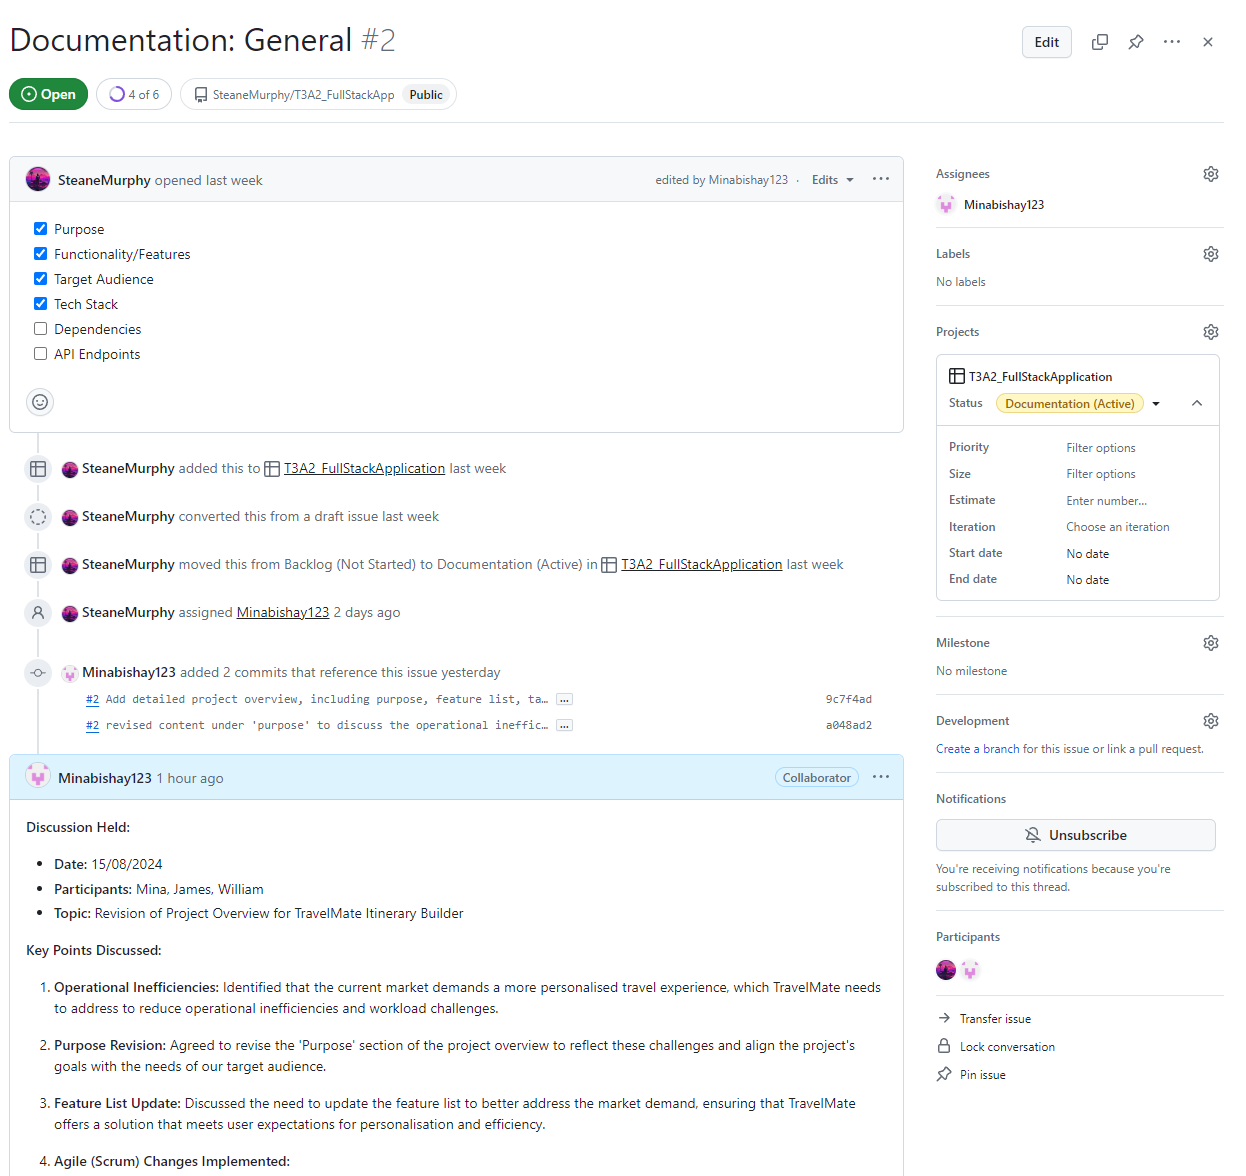 Documentation: General #2
Edit
Open
4 of 6
SteaneMurphy/T3A2_FullStackApp Public
SteaneMurphy opened last week
edited by Minabishay123 · Edits
Purpose
Functionality/Features
Target Audience
Tech Stack
Dependencies
API Endpoints
SteaneMurphy added this to T3A2_FullStackApplication last week
SteaneMurphy converted this from a draft issue last week
SteaneMurphy moved this from Backlog (Not Started) to Documentation (Active) in T3A2_FullStackApplication last week
SteaneMurphy assigned Minabishay123 2 days ago
Minabishay123 added 2 commits that reference this issue yesterday
#2 Add detailed project overview, including purpose, feature list, ta… ... 9c7f4ad
#2 revised content under 'purpose' to discuss the operational ineffic… ... a048ad2
Minabishay123 1 hour ago
Collaborator
Discussion Held:
• Date: 15/08/2024
• Participants: Mina, James, William
• Topic: Revision of Project Overview for TravelMate Itinerary Builder
Key Points Discussed:
1. Operational Inefficiencies: Identified that the current market demands a more personalised travel experience, which TravelMate needs
to address to reduce operational inefficiencies and workload challenges.
2. Purpose Revision: Agreed to revise the 'Purpose' section of the project overview to reflect these challenges and align the project's
goals with the needs of our target audience.
3. Feature List Update: Discussed the need to update the feature list to better address the market demand, ensuring that TravelMate
offers a solution that meets user expectations for personalisation and efficiency.
4. Agile (Scrum) Changes Implemented:
Assignees
Minabishay123
Labels
No labels
Projects
T3A2_FullStackApplication
Status Documentation (Active)
Priority Filter options
Size Filter options
Estimate Enter number...
Iteration Choose an iteration
Start date No date
End date No date
Milestone
No milestone
Development
Create a branch for this issue or link a pull request.
Notifications
Unsubscribe
You're receiving notifications because you're
subscribed to this thread.
Participants
Transfer issue
Lock conversation
Pin issue